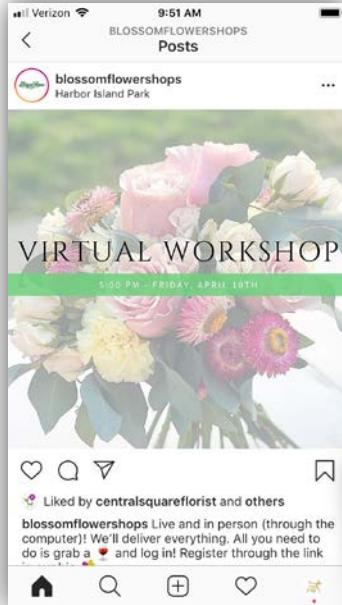 Verizon 9:51 AM
BLOSSOMFLOWERSHOPS
Posts
blossomflowershops
Harbor Island Park
VIRTUAL WORKSHOP
5:00 PM - FRIDAY, APRIL 10TH
Liked by centralsquareflorist and others
blossomflowershops Live and in person (through the
computer)! We'll deliver everything. All you need to
do is grab a 🍷 and log in! Register through the link